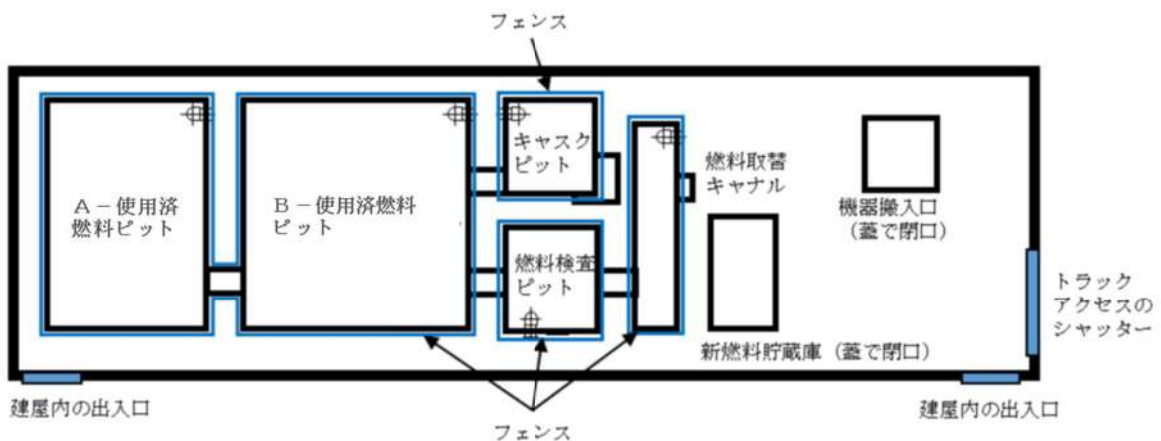 フェンス
A－使用済
燃料ピット
B－使用済燃料
ピット
キャスク
ピット
燃料検査
ピット
燃料取替
キャナル
機器搬入口
（蓋で閉口）
新燃料貯蔵庫（蓋で閉口）
トラック
アクセスの
シャッター
建屋内の出入口
フェンス
建屋内の出入口